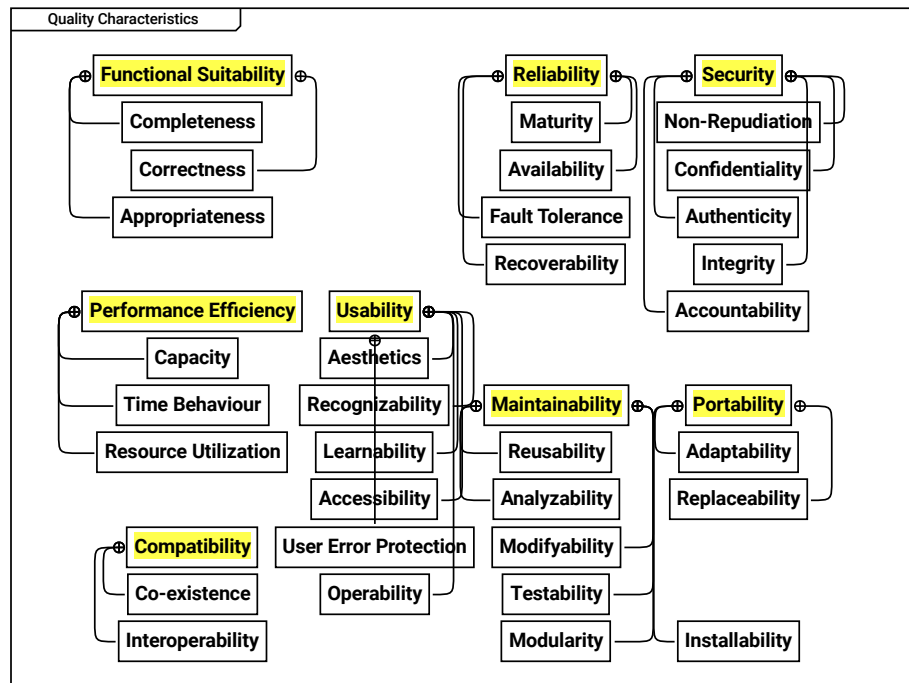 Quality Characteristics
Functional Suitability
Completeness
Correctness
Appropriateness
Reliability
Maturity
Availability
Fault Tolerance
Recoverability
Security
Non-Repudiation
Confidentiality
Authenticity
Integrity
Accountability
Performance Efficiency
Capacity
Time Behaviour
Resource Utilization
Usability
Aesthetics
Recognizability
Learnability
Accessibility
User Error Protection
Operability
Maintainability
Reusability
Analyzability
Modifyability
Testability
Modularity
Portability
Adaptability
Replaceability
Installability
Compatibility
Co-existence
Interoperability